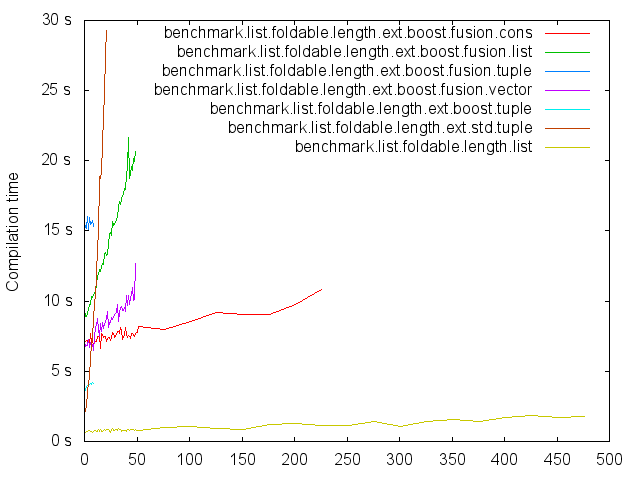 30 s
25 s
20 s
15 s
10 s
5 s
0 s
Compilation time
benchmark.list.foldable.length.ext.boost.fusion.cons
benchmark.list.foldable.length.ext.boost.fusion.list
benchmark.list.foldable.length.ext.boost.fusion.tuple
benchmark.list.foldable.length.ext.boost.fusion.vector
benchmark.list.foldable.length.ext.boost.tuple
benchmark.list.foldable.length.ext.std.tuple
benchmark.list.foldable.length.list
0 50 100 150 200 250 300 350 400 450 500